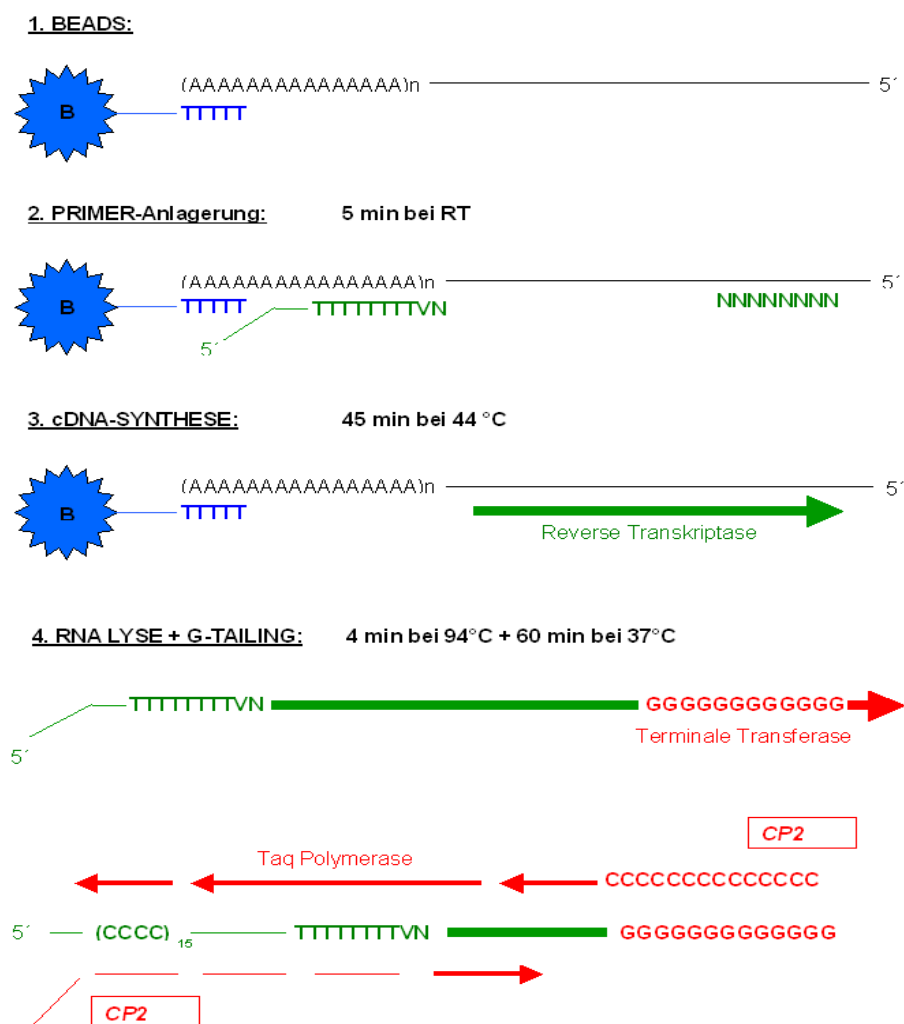 1. BEADS:
(AAAAAAAAAAAAAAA)n 5´
B TTTTT
2. PRIMER-Anlagerung: 5 min bei RT
(AAAAAAAAAAAAAAAA)n 5´
B TTTTT TTTTTTTTVN NNNNNNNN
5´
3. cDNA-SYNTHESE: 45 min bei 44 °C
(AAAAAAAAAAAAAAAA)n 5´
B TTTTT
Reverse Transkriptase
4. RNA LYSE + G-TAILING: 4 min bei 94°C + 60 min bei 37°C
TTTTTTTTVN GGGGGGGGGGGG
Terminale Transferase
5´
CP2
Taq Polymerase
CCCCCCCCCCCCCC
5´ (CCCC) 15 TTTTTTTTVN GGGGGGGGGGGGG
CP2